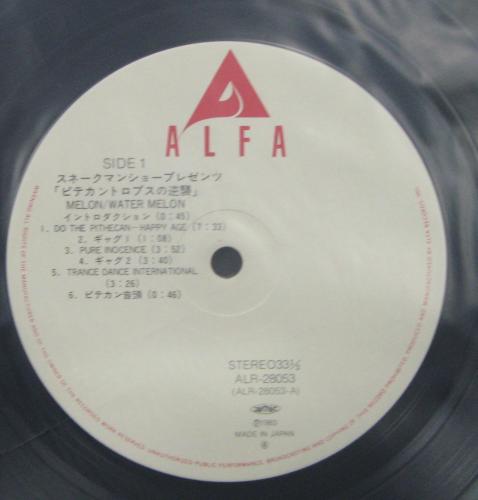 ALFA
SIDE 1
スネークマンショープレゼンツ
「ピテカントロプスの逆襲」
MELON/WATER MELON
イントロダクション (0:45)
1. DO THE PITHECAN-HAPPY AGE (7:33)
2. ギャグ 1 (1:08)
3. PURE INOCENCE (3:52)
4. ギャグ 2 (3:40)
5. TRANCE DANCE INTERNATIONAL
(3:26)
6. ピテカン音頭 (0:46)
STEREO 33⅓
ALR-28053
(ALR-28053-A)
Ⓟ1983
MADE IN JAPAN